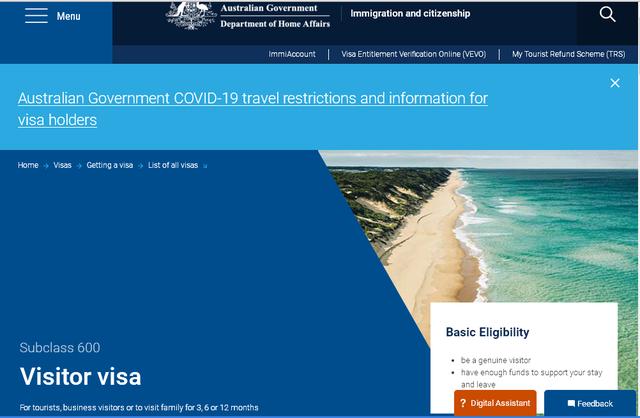 Menu
Australian Government
Department of Home Affairs
Immigration and citizenship
ImmiAccount
Visa Entitlement Verification Online (VEVO)
My Tourist Refund Scheme (TRS)
Australian Government COVID-19 travel restrictions and information for
visa holders
Home
Visas
Getting a visa
List of all visas
Subclass 600
Visitor visa
For tourists, business visitors or to visit family for 3, 6 or 12 months
Basic Eligibility
be a genuine visitor
have enough funds to support your stay
and leave
? Digital Assistant
Feedback